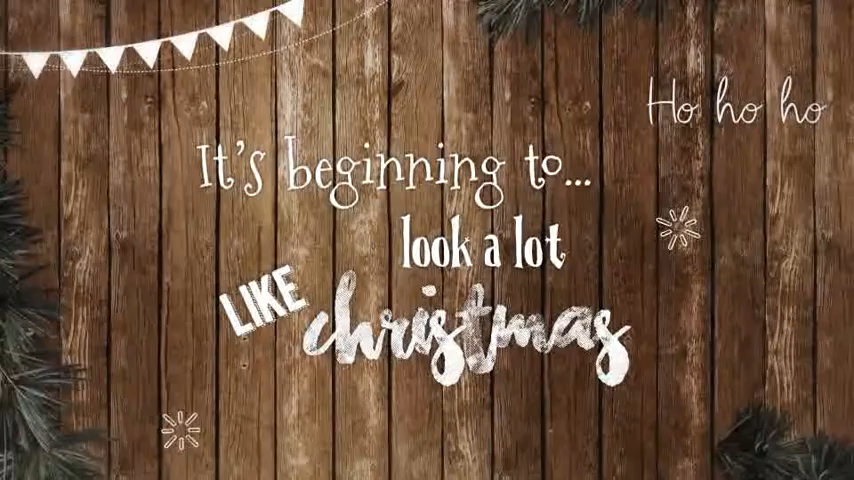 Ho ho ho
It's beginning to...
look a lot
LIKE
christmas